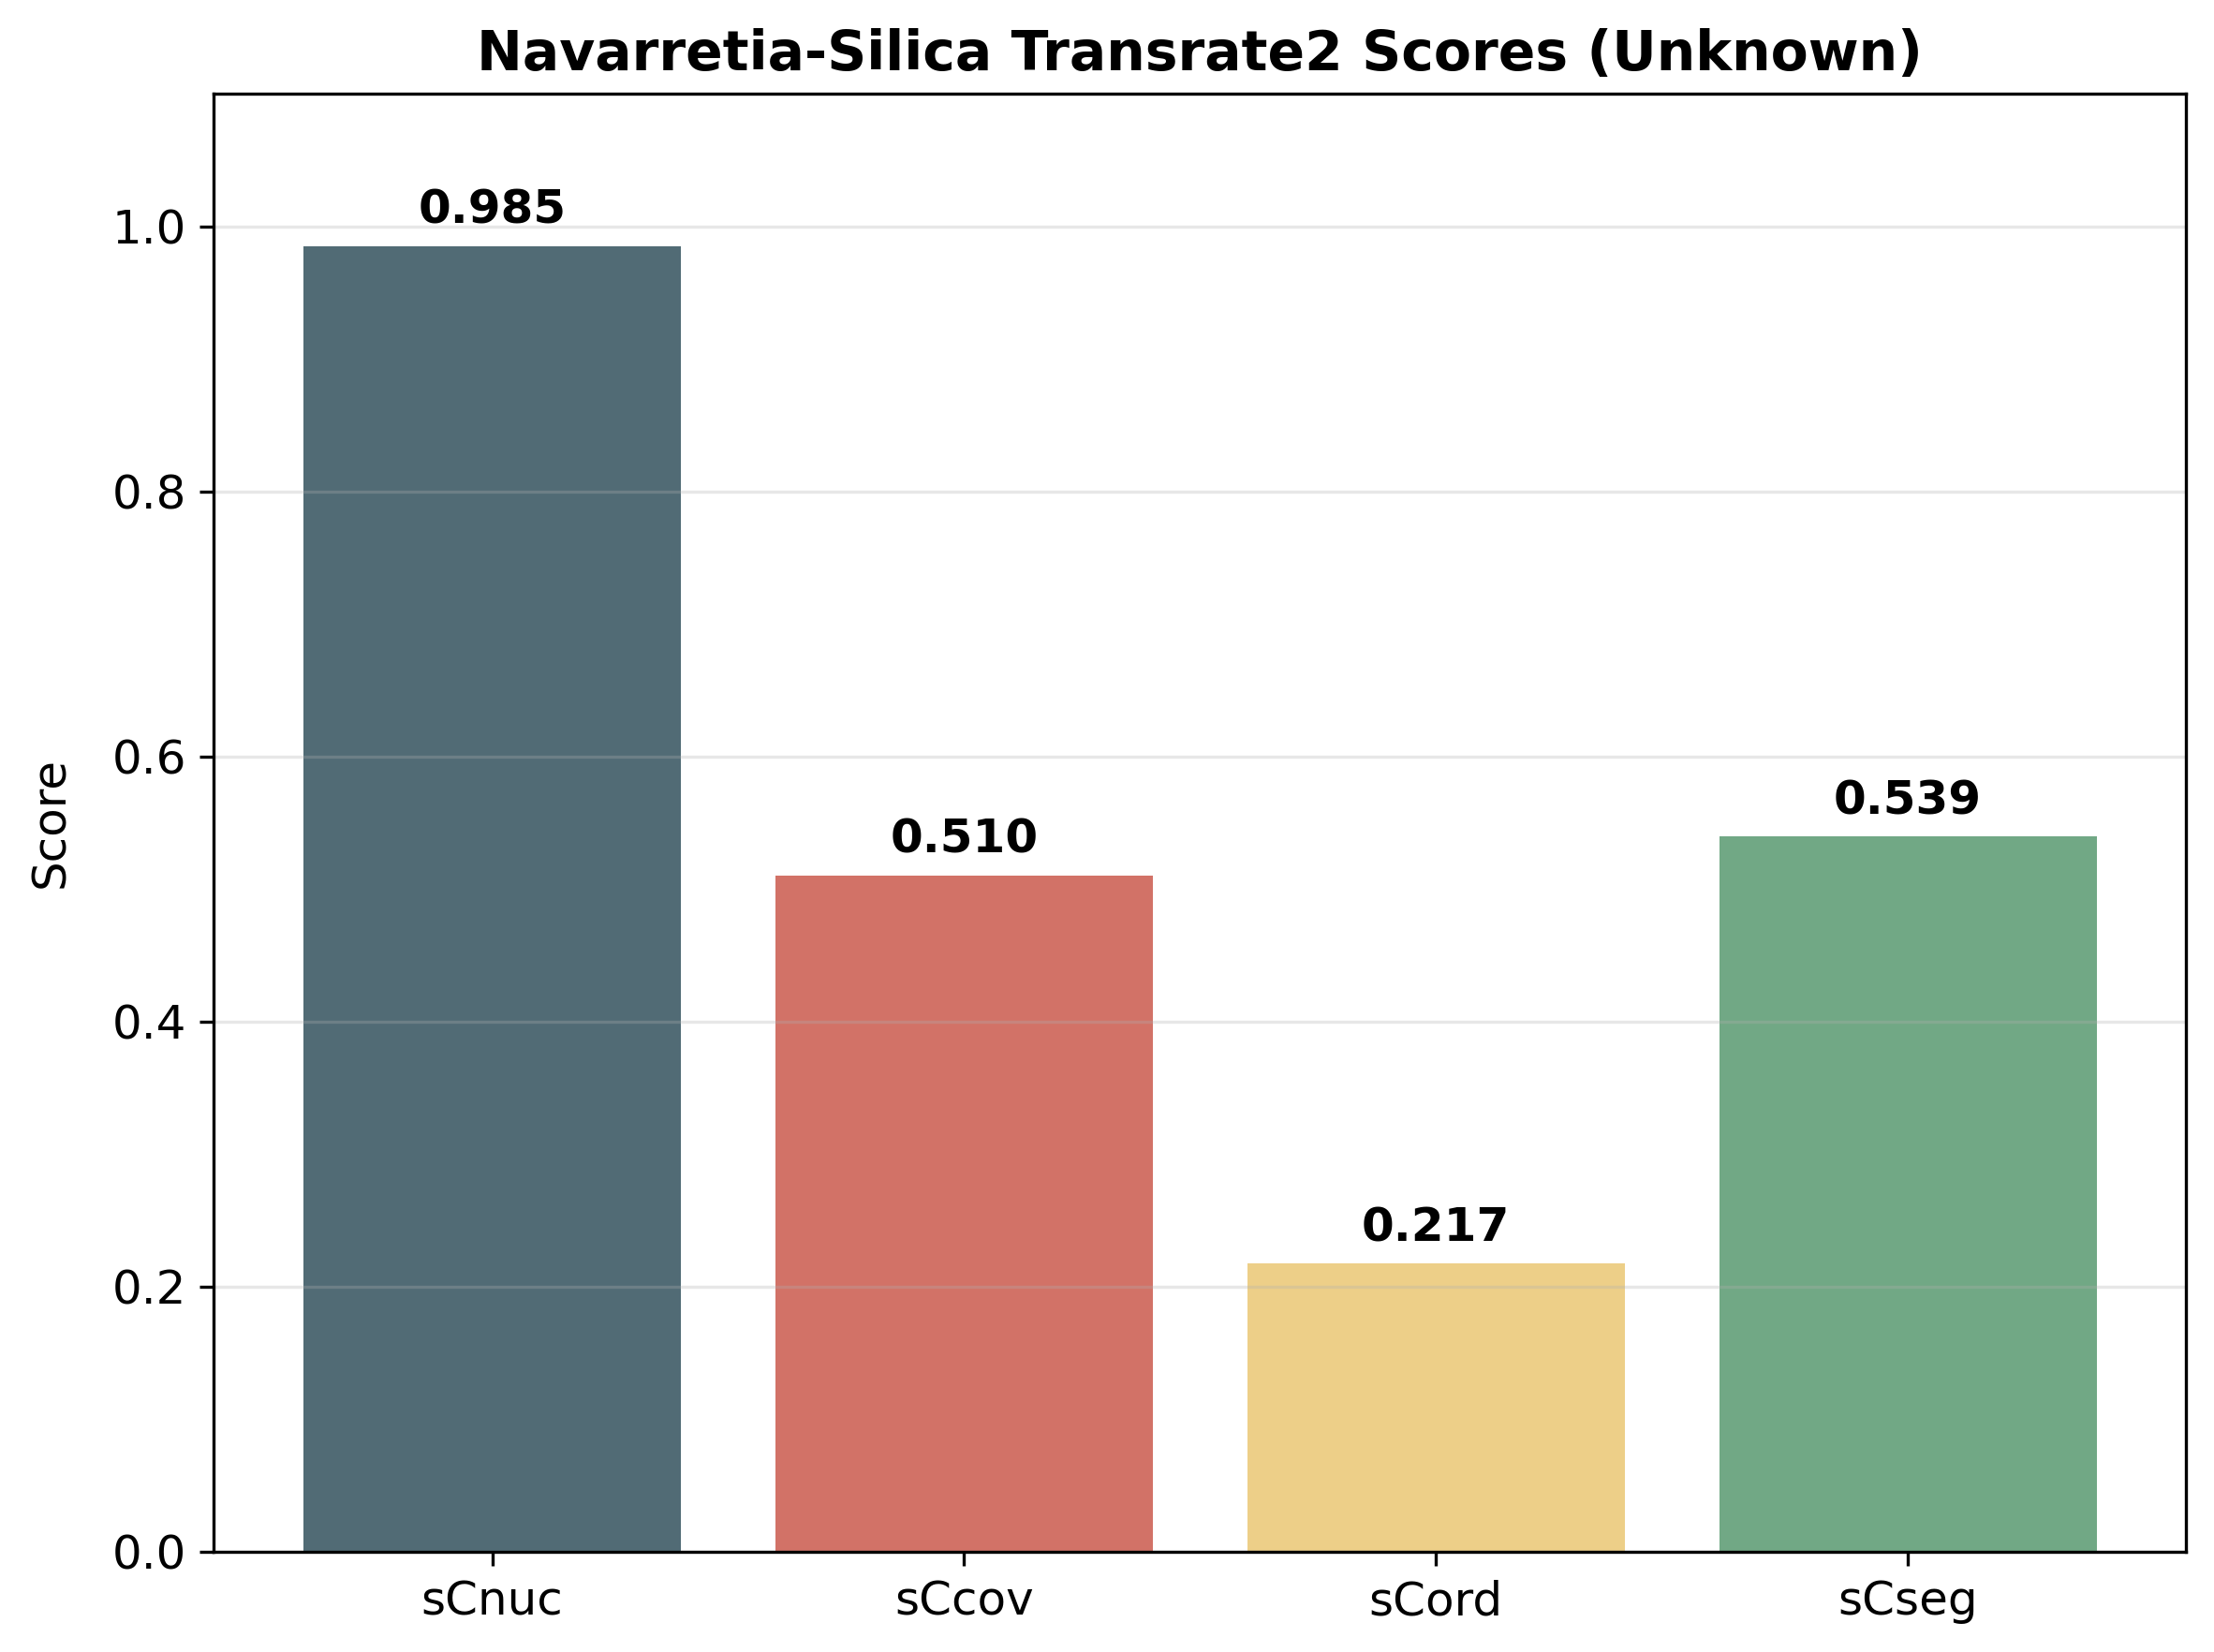 Navarretia-Silica Transrate2 Scores (Unknown)
Score
1.0
0.8
0.6
0.4
0.2
0.0
0.985
0.510
0.217
0.539
sCnuc
sCcov
sCord
sCseg